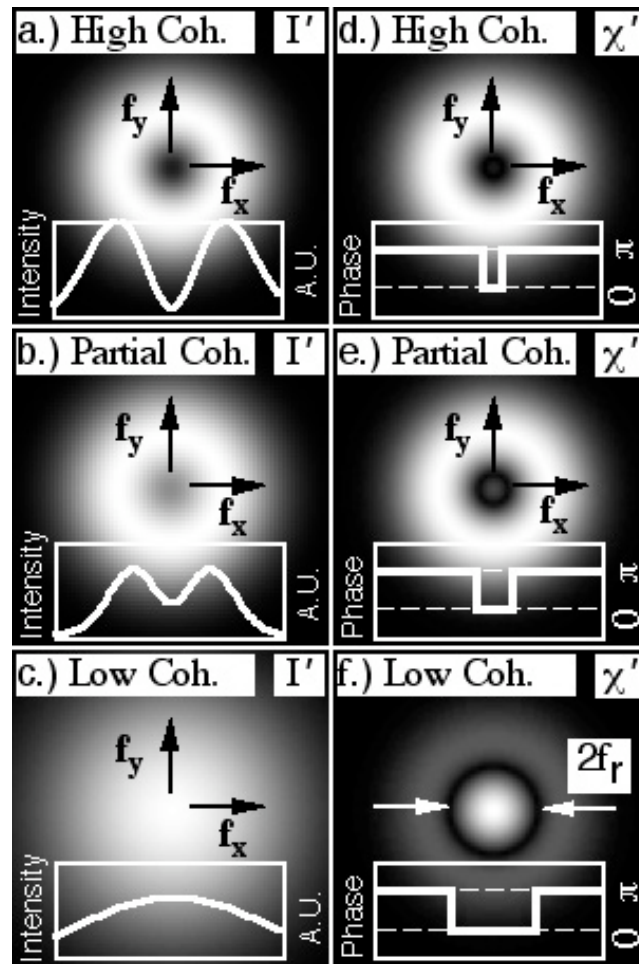 a.) High Coh. I′
f_y
f_x
Intensity
A.U.
d.) High Coh. χ′
f_y
f_x
Phase
π
0
b.) Partial Coh. I′
f_y
f_x
Intensity
A.U.
e.) Partial Coh. χ′
f_y
f_x
Phase
π
0
c.) Low Coh. I′
f_y
f_x
Intensity
A.U.
f.) Low Coh. χ′
2f_r
Phase
π
0